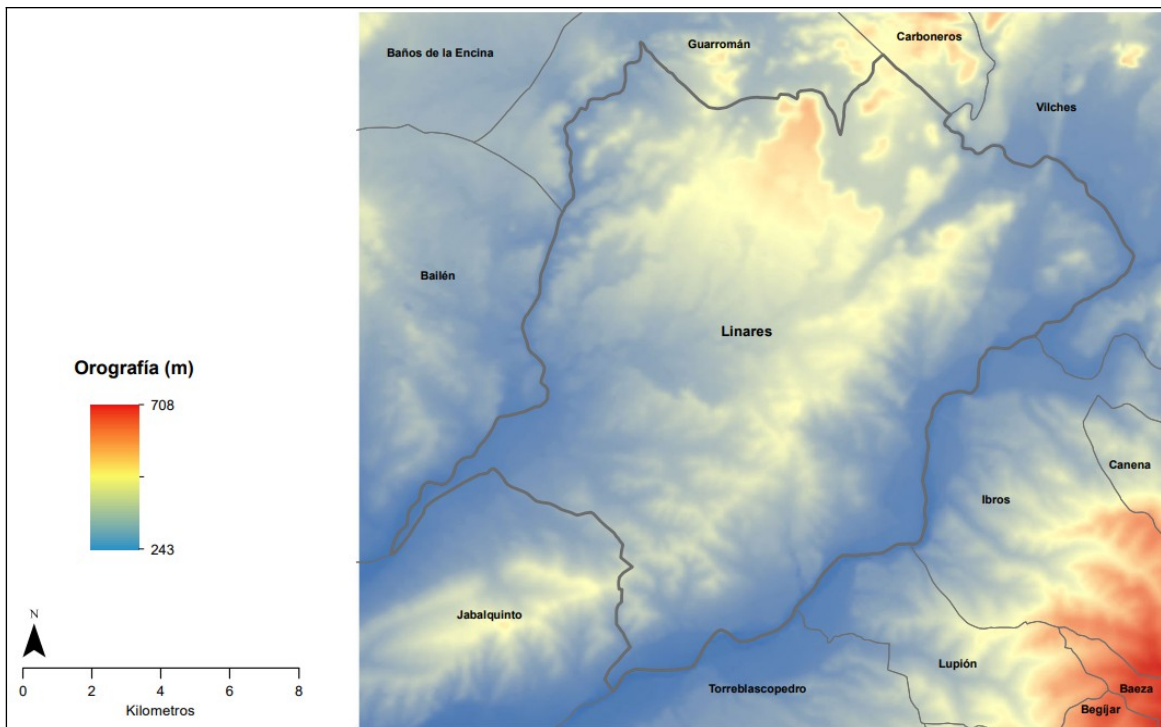 Guarromán
Carboneros
Baños de la Encina
Vilches
Bailén
Linares
Orografía (m)
708
243
Canena
Ibros
N
Jabalquinto
Lupión
0 2 4 6 8
Kilometros
Torreblascopedro
Baeza
Begíjar